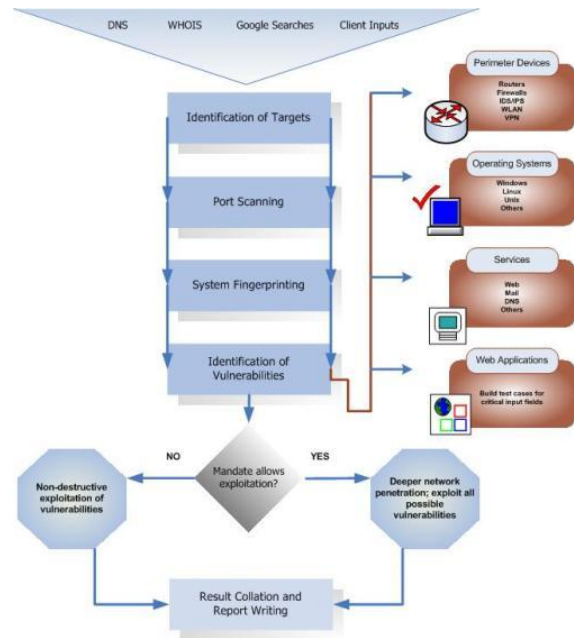 DNS WHOIS Google Searches Client Inputs
Identification of Targets
Port Scanning
System Fingerprinting
Identification of
Vulnerabilities
Perimeter Devices
Routers
Firewalls
IDS/IPS
WLAN
VPN
Operating Systems
Windows
Linux
Unix
Others
Services
Web
Mail
DNS
Others
Web Applications
Build test cases for
critical input fields
Mandate allows
exploitation?
NO
YES
Non-destructive
exploitation of
vulnerabilities
Deeper network
penetration; exploit all
possible
vulnerabilities
Result Collation and
Report Writing